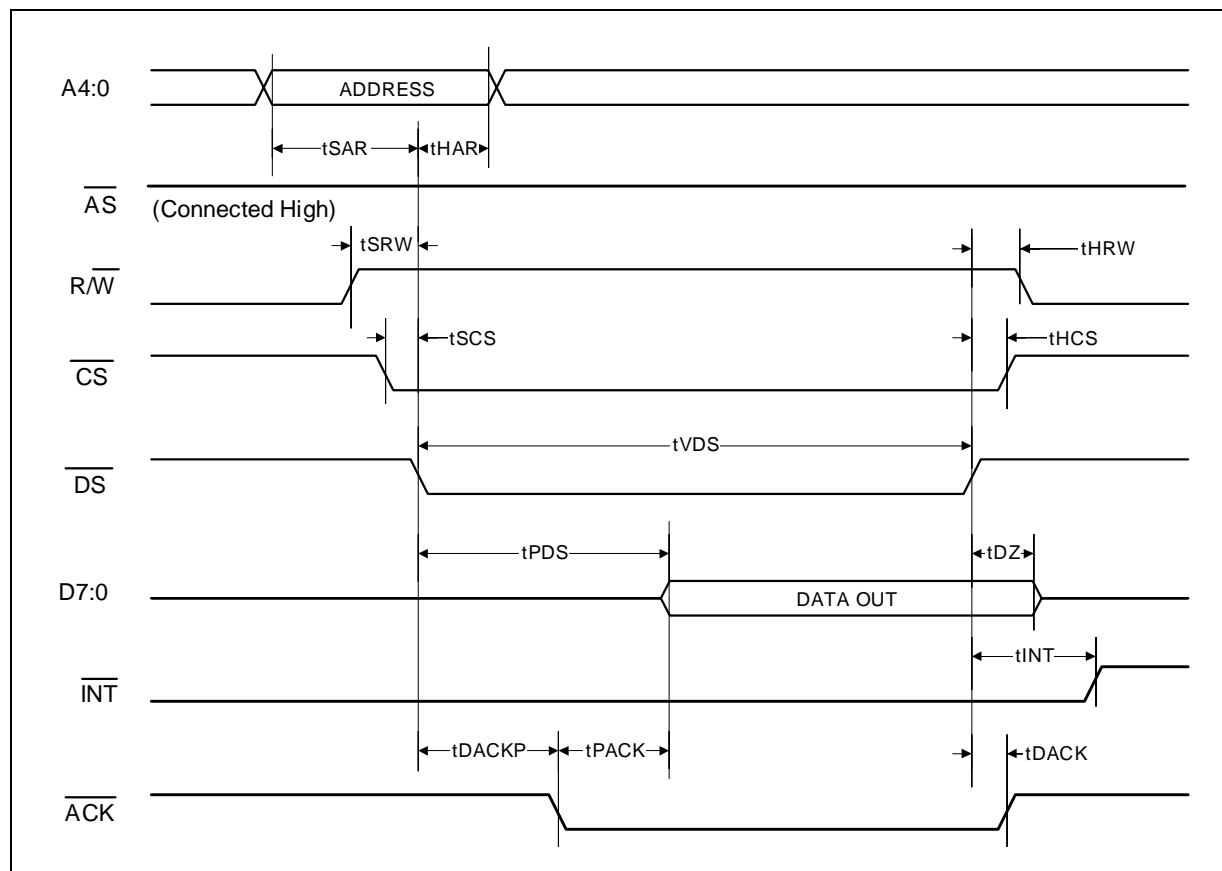 A4:0
ADDRESS
tSAR
tHAR
AS
(Connected High)
tSRW
tHRW
R/W
tSCS
tHCS
CS
tVDS
DS
tPDS
tDZ
D7:0
DATA OUT
tINT
INT
tDACKP
tPACK
tDACK
ACK